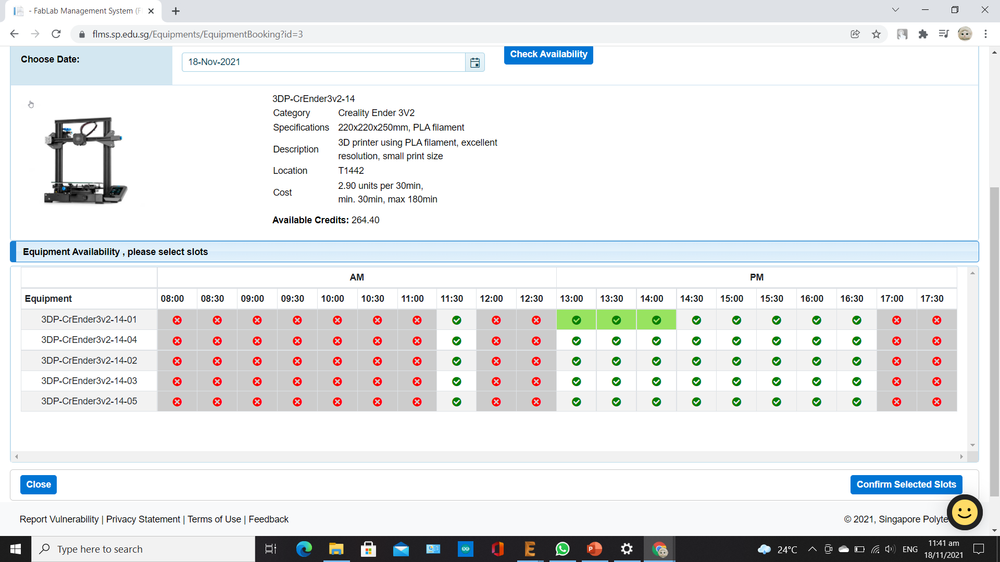 - FabLab Management System (F
flms.sp.edu.sg/Equipments/EquipmentBooking?id=3
Choose Date:
18-Nov-2021
Check Availability
3DP-CrEnder3v2-14
Category Creality Ender 3V2
Specifications 220x220x250mm, PLA filament
Description 3D printer using PLA filament, excellent
resolution, small print size
Location T1442
Cost 2.90 units per 30min,
min. 30min, max 180min
Available Credits: 264.40
Equipment Availability , please select slots
AM PM
Equipment 08:00 08:30 09:00 09:30 10:00 10:30 11:00 11:30 12:00 12:30 13:00 13:30 14:00 14:30 15:00 15:30 16:00 16:30 17:00 17:30
3DP-CrEnder3v2-14-01
3DP-CrEnder3v2-14-04
3DP-CrEnder3v2-14-02
3DP-CrEnder3v2-14-03
3DP-CrEnder3v2-14-05
Close
Confirm Selected Slots
Report Vulnerability | Privacy Statement | Terms of Use | Feedback
© 2021, Singapore Polyte
Type here to search
24°C
ENG
11:41 am
18/11/2021